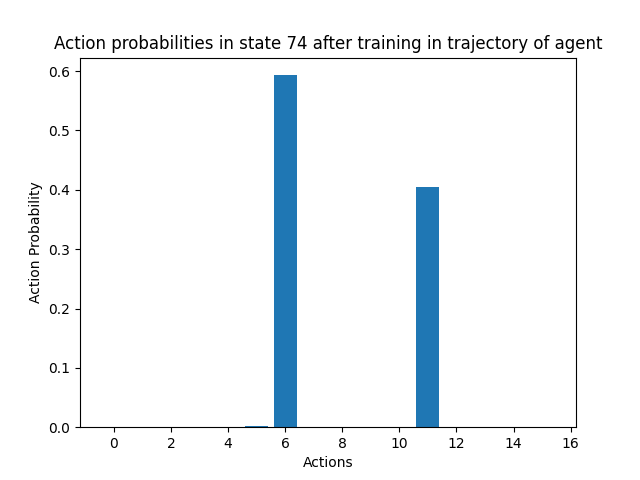 Action probabilities in state 74 after training in trajectory of agent
0.6
0.5
0.4
0.3
0.2
0.1
0.0
Action Probability
0 2 4 6 8 10 12 14 16
Actions